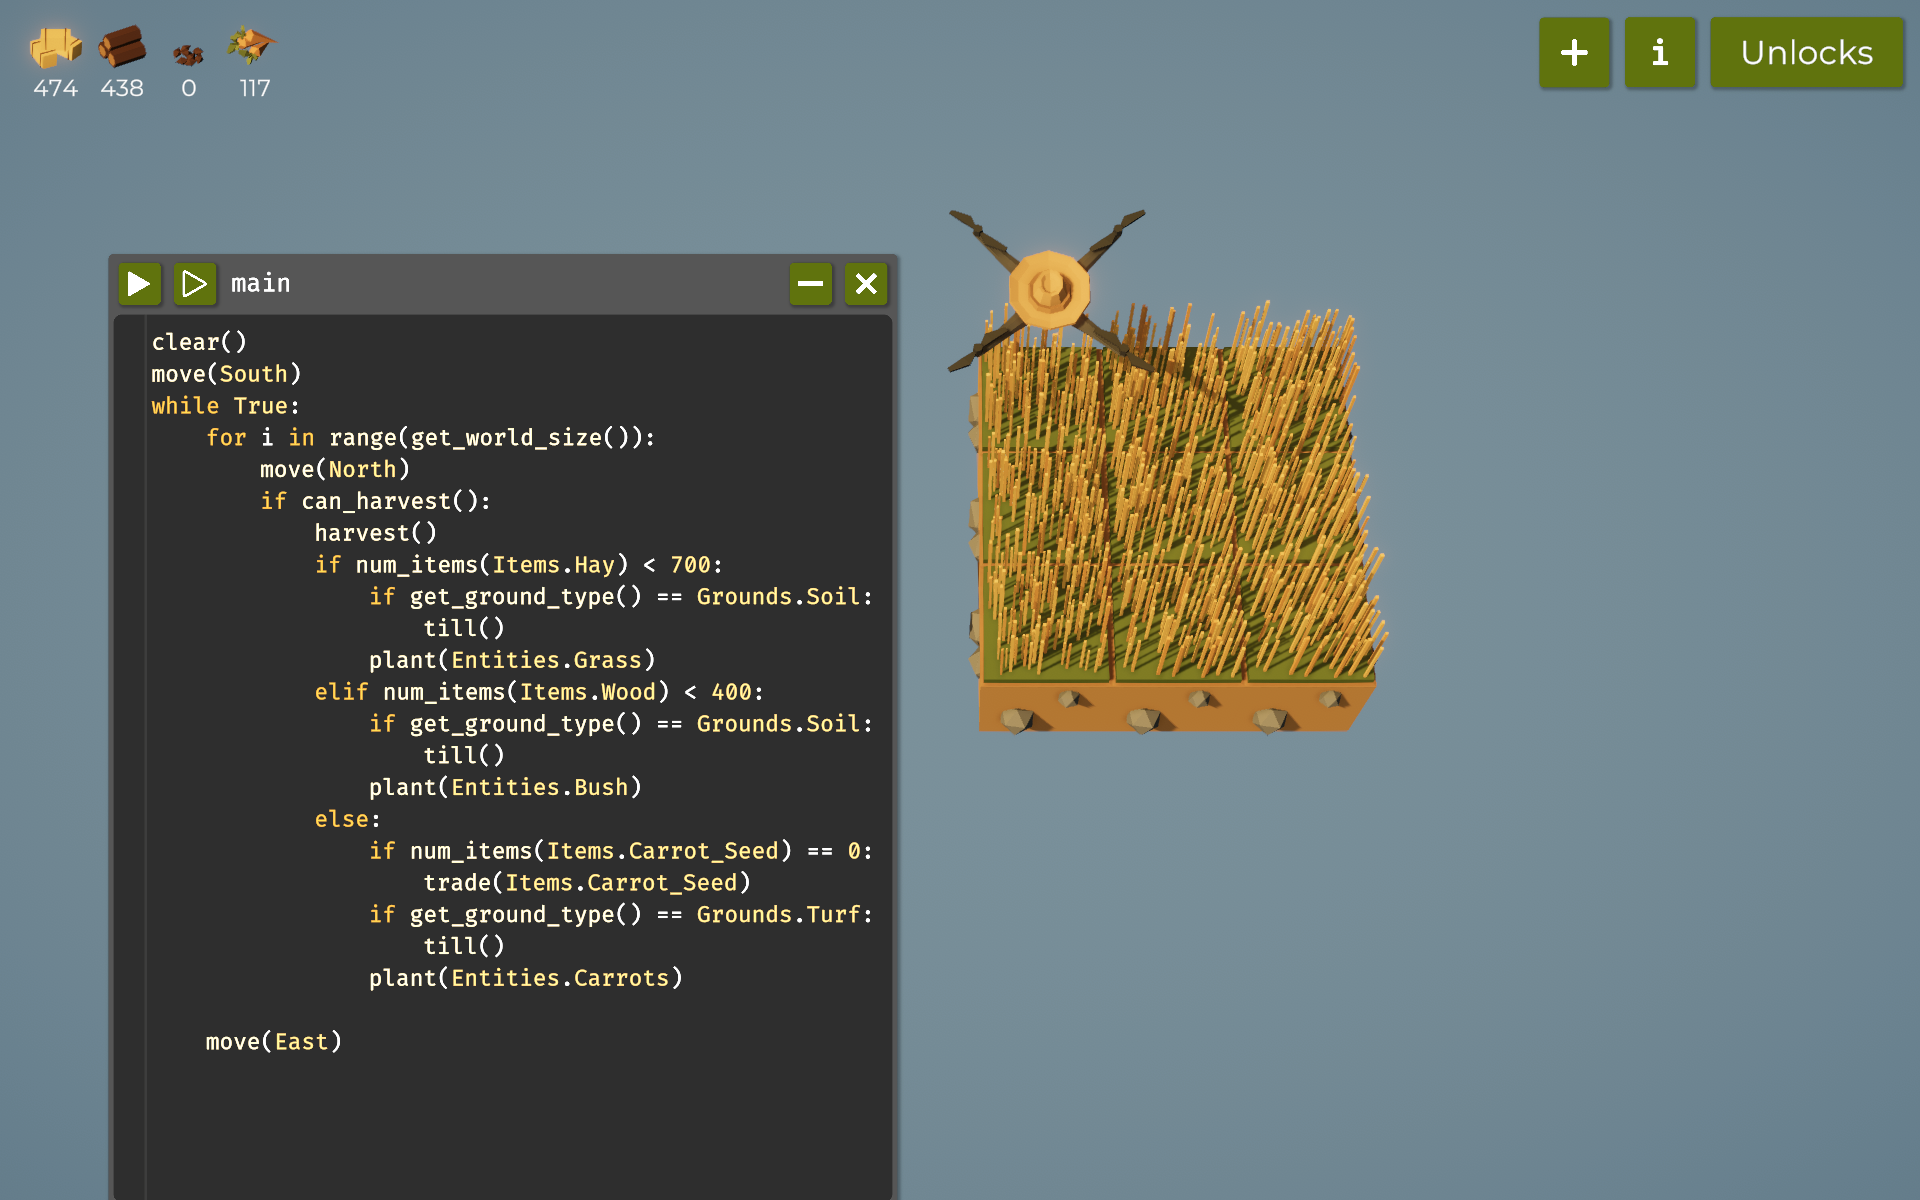 474 438 0 117
+ i Unlocks
main
clear()
move(South)
while True:
    for i in range(get_world_size()):
        move(North)
        if can_harvest():
            harvest()
            if num_items(Items.Hay) < 700:
                if get_ground_type() == Grounds.Soil:
                    till()
                plant(Entities.Grass)
            elif num_items(Items.Wood) < 400:
                if get_ground_type() == Grounds.Soil:
                    till()
                plant(Entities.Bush)
            else:
                if num_items(Items.Carrot_Seed) == 0:
                    trade(Items.Carrot_Seed)
                if get_ground_type() == Grounds.Turf:
                    till()
                plant(Entities.Carrots)
    move(East)